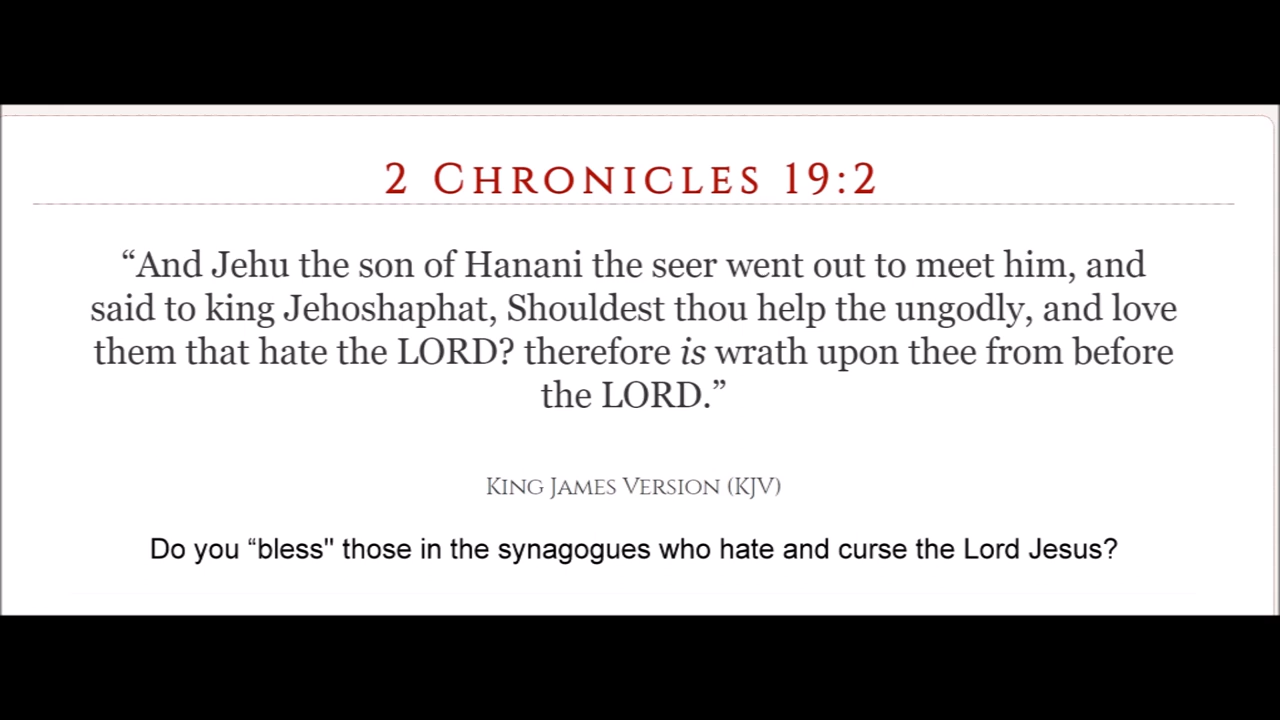 2 CHRONICLES 19:2
“And Jehu the son of Hanani the seer went out to meet him, and
said to king Jehoshaphat, Shouldest thou help the ungodly, and love
them that hate the LORD? therefore is wrath upon thee from before
the LORD.”
KING JAMES VERSION (KJV)
Do you “bless" those in the synagogues who hate and curse the Lord Jesus?